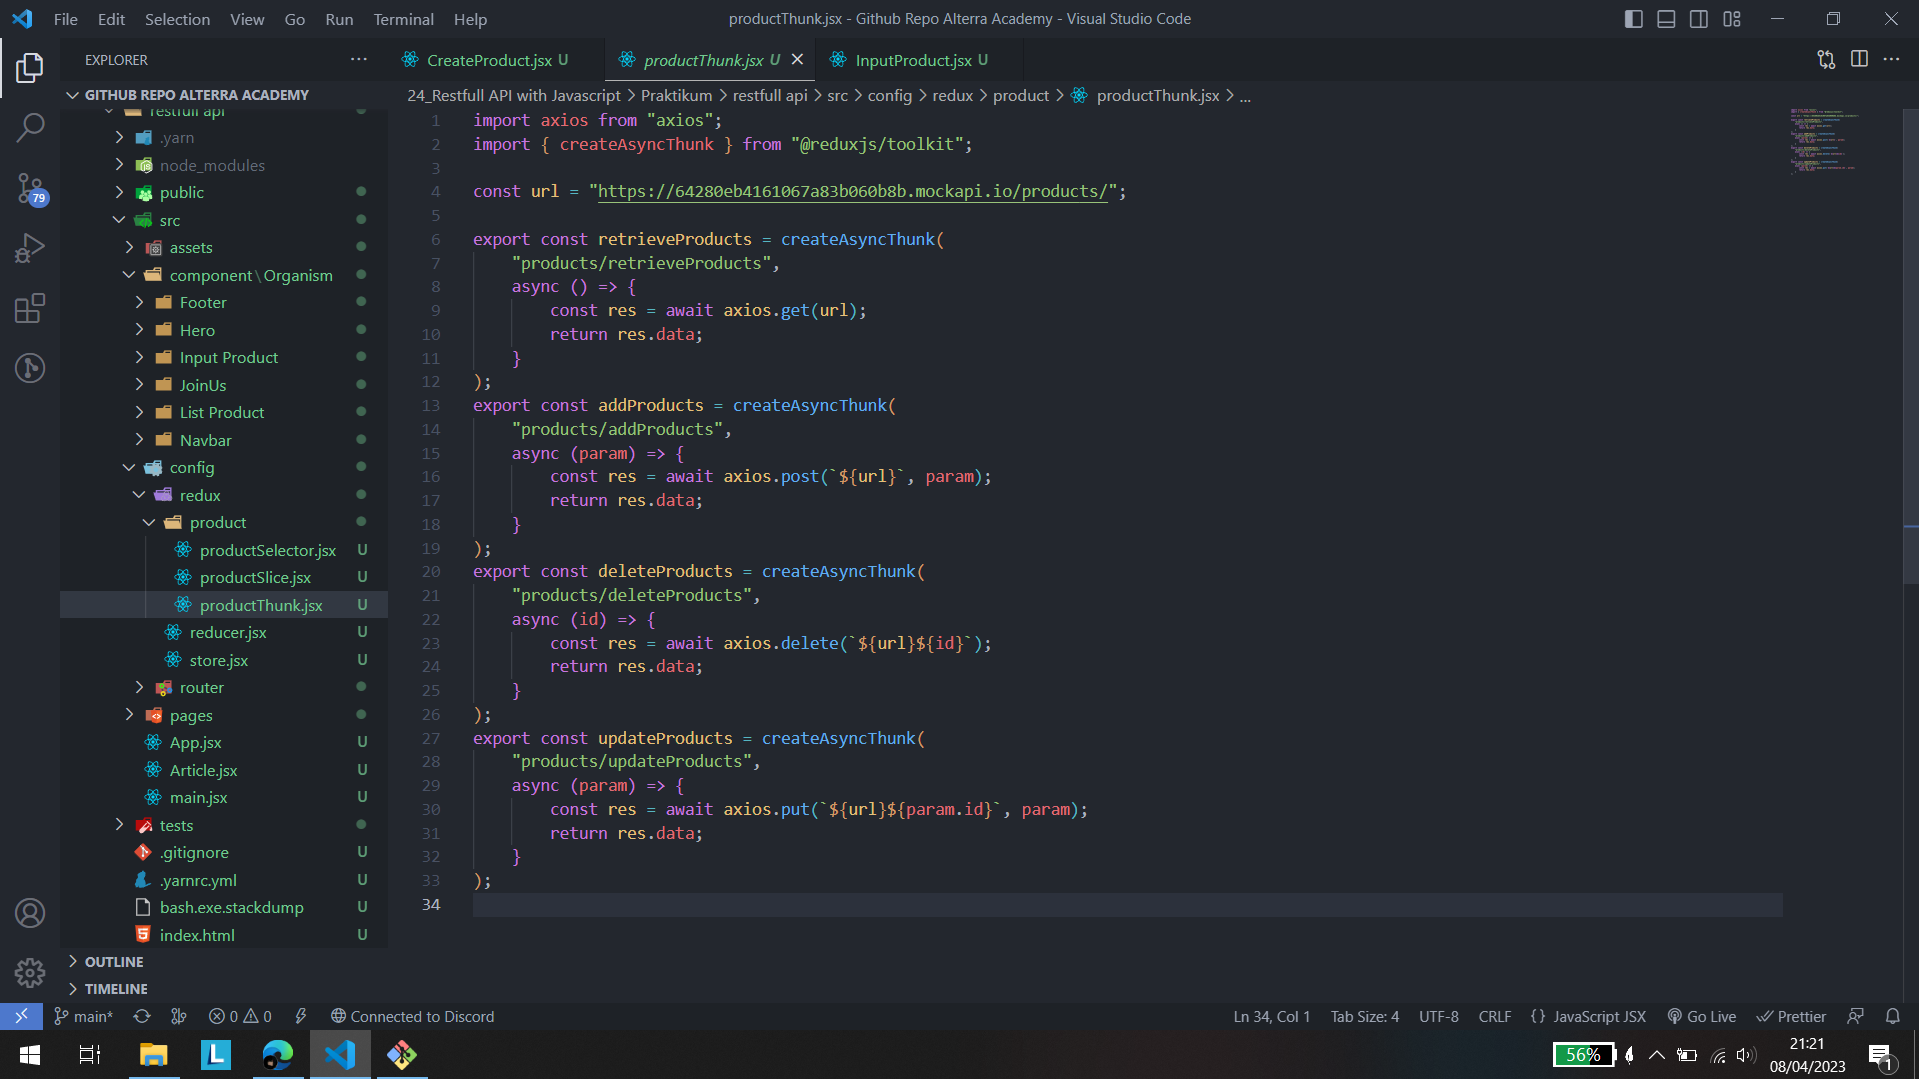 File Edit Selection View Go Run Terminal Help
productThunk.jsx - Github Repo Alterra Academy - Visual Studio Code
EXPLORER
GITHUB REPO ALTERRA ACADEMY
restfull api
.yarn
node_modules
public
src
assets
component\Organism
Footer
Hero
Input Product
JoinUs
List Product
Navbar
config
redux
product
productSelector.jsx U
productSlice.jsx U
productThunk.jsx U
reducer.jsx U
store.jsx U
router
pages
App.jsx U
Article.jsx U
main.jsx U
tests
.gitignore U
.yarnrc.yml U
bash.exe.stackdump U
index.html U
OUTLINE
TIMELINE
79
CreateProduct.jsx U
productThunk.jsx U
InputProduct.jsx U
24_Restfull API with Javascript > Praktikum > restfull api > src > config > redux > product > productThunk.jsx > ...
1 import axios from "axios";
2 import { createAsyncThunk } from "@reduxjs/toolkit";
3
4 const url = "https://64280eb4161067a83b060b8b.mockapi.io/products/";
5
6 export const retrieveProducts = createAsyncThunk(
7 "products/retrieveProducts",
8 async () => {
9 const res = await axios.get(url);
10 return res.data;
11 }
12 );
13 export const addProducts = createAsyncThunk(
14 "products/addProducts",
15 async (param) => {
16 const res = await axios.post(`${url}`, param);
17 return res.data;
18 }
19 );
20 export const deleteProducts = createAsyncThunk(
21 "products/deleteProducts",
22 async (id) => {
23 const res = await axios.delete(`${url}${id}`);
24 return res.data;
25 }
26 );
27 export const updateProducts = createAsyncThunk(
28 "products/updateProducts",
29 async (param) => {
30 const res = await axios.put(`${url}${param.id}`, param);
31 return res.data;
32 }
33 );
34
main* 0 0 Connected to Discord
Ln 34, Col 1 Tab Size: 4 UTF-8 CRLF {} JavaScript JSX Go Live Prettier
L
56%
21:21
08/04/2023
1